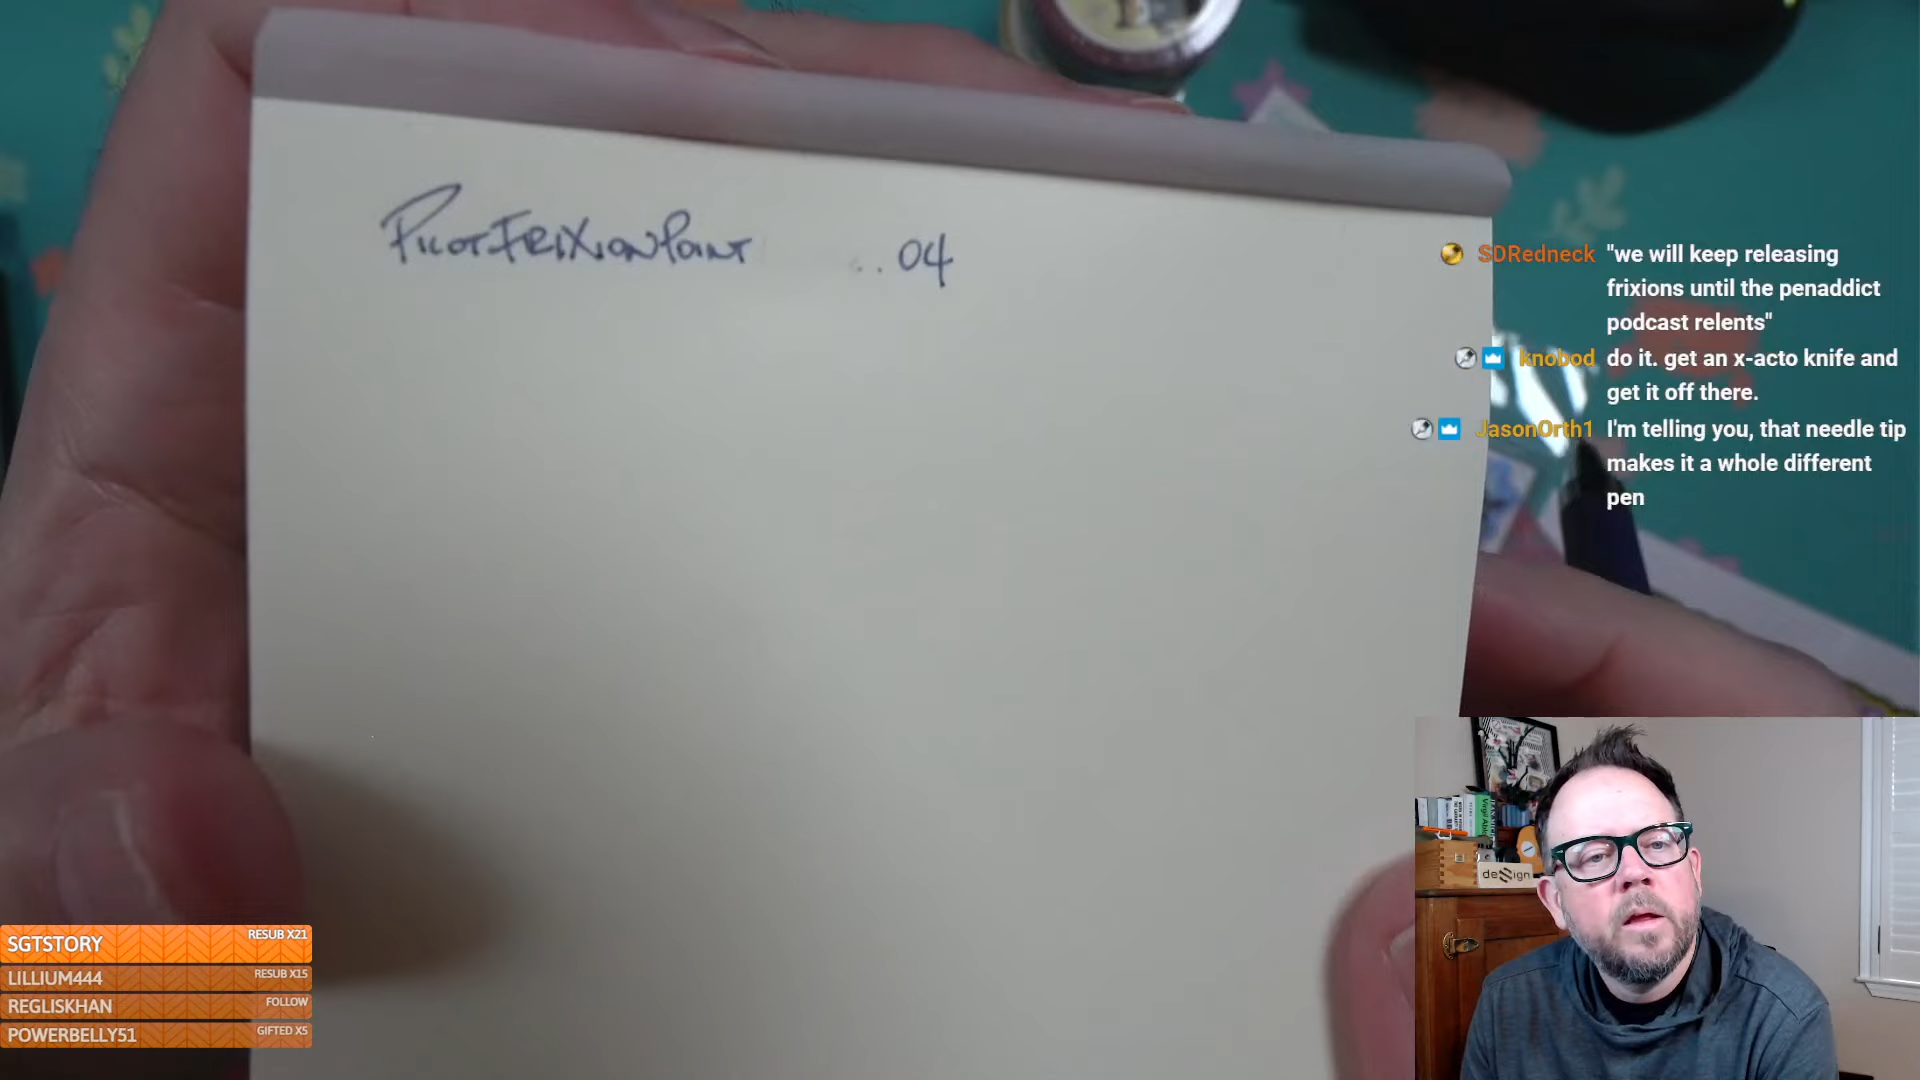 Pilot FriXion Point .. 04
SDRedneck "we will keep releasing
frixions until the penaddict
podcast relents"
knobod do it. get an x-acto knife and
get it off there.
JasonOrth1 I'm telling you, that needle tip
makes it a whole different
pen
de//ign
SGTSTORY RESUB X21
LILLIUM444 RESUB X15
REGLISKHAN FOLLOW
POWERBELLY51 GIFTED X5